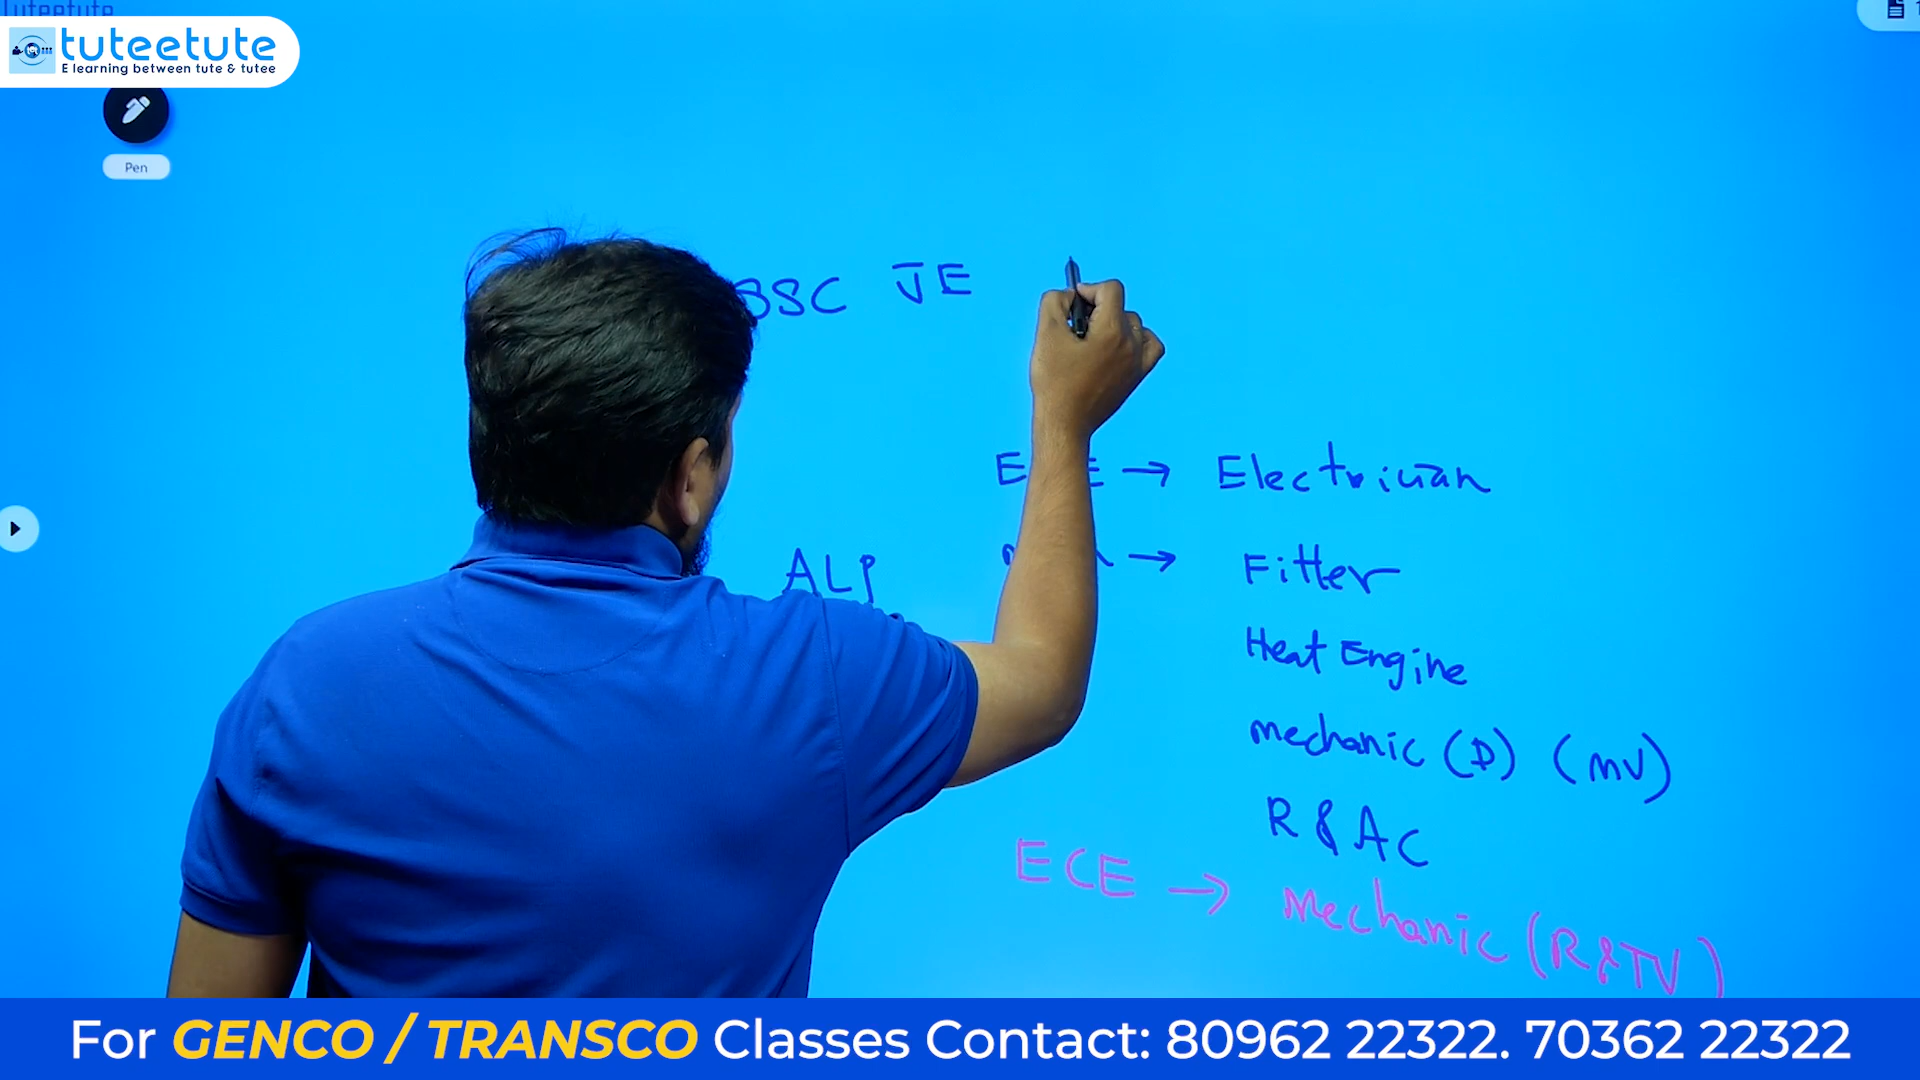 tuteetute
E learning between tute & tutee
Pen
SSC JE
→ Electrician
ALP → Fitter
Heat Engine
Mechanic (D) (MV)
R & AC
ECE → Mechanic (R&TV)
For GENCO / TRANSCO Classes Contact: 80962 22322. 70362 22322